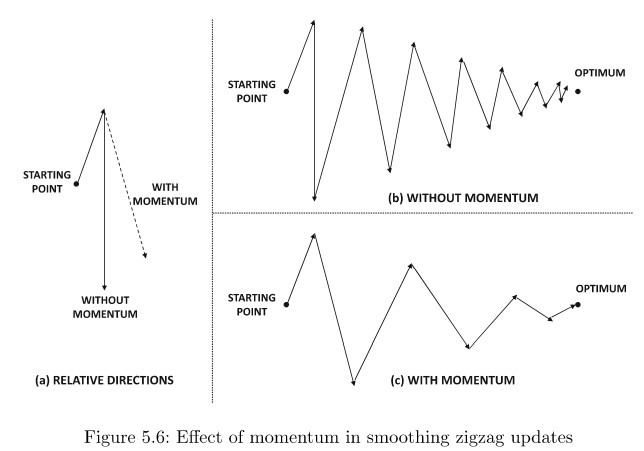 STARTING
POINT
WITH
MOMENTUM
WITHOUT
MOMENTUM
(a) RELATIVE DIRECTIONS
STARTING
POINT
OPTIMUM
(b) WITHOUT MOMENTUM
STARTING
POINT
OPTIMUM
(c) WITH MOMENTUM
Figure 5.6: Effect of momentum in smoothing zigzag updates